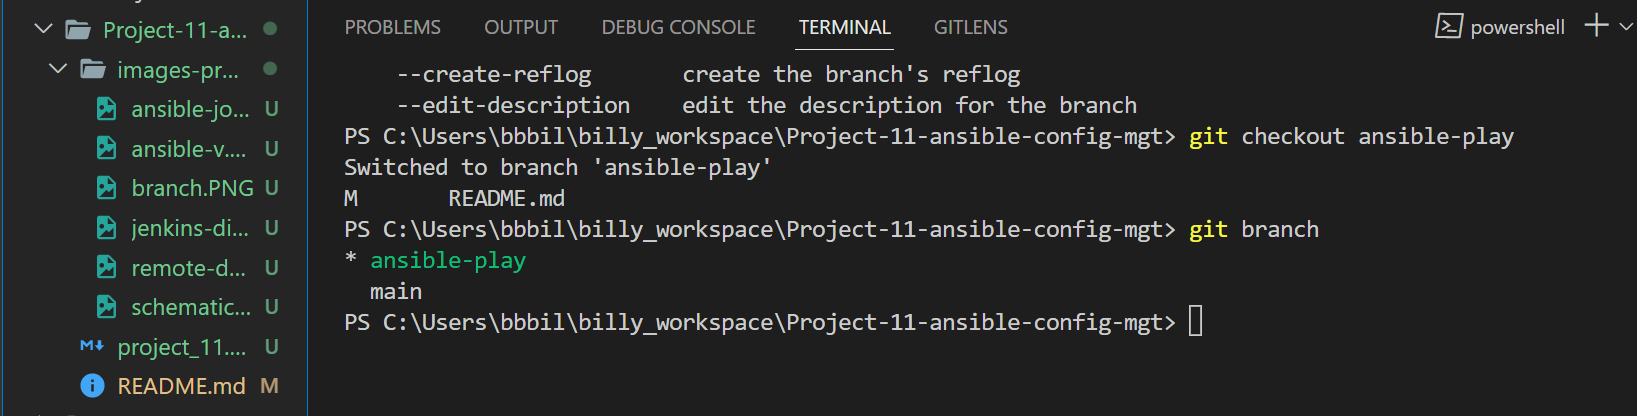 Project-11-a...
images-pr...
ansible-jo... U
ansible-v.... U
branch.PNG U
jenkins-di... U
remote-d... U
schematic... U
project_11.... U
README.md M
PROBLEMS OUTPUT DEBUG CONSOLE TERMINAL GITLENS
powershell
--create-reflog create the branch's reflog
--edit-description edit the description for the branch
PS C:\Users\bbbil\billy_workspace\Project-11-ansible-config-mgt> git checkout ansible-play
Switched to branch 'ansible-play'
M README.md
PS C:\Users\bbbil\billy_workspace\Project-11-ansible-config-mgt> git branch
* ansible-play
main
PS C:\Users\bbbil\billy_workspace\Project-11-ansible-config-mgt>